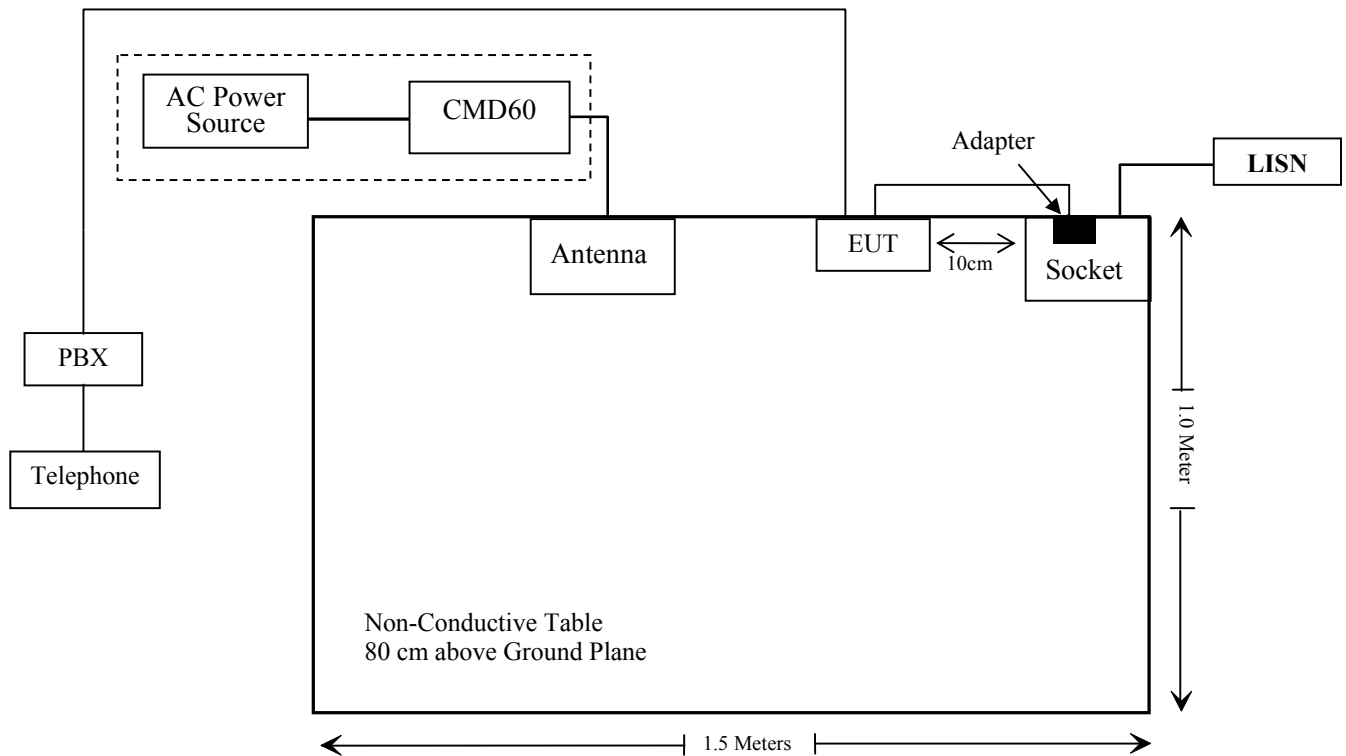 AC Power
Source
CMD60
Adapter
LISN
Antenna
EUT
10cm
Socket
PBX
Telephone
1.0 Meter
Non-Conductive Table
80 cm above Ground Plane
1.5 Meters